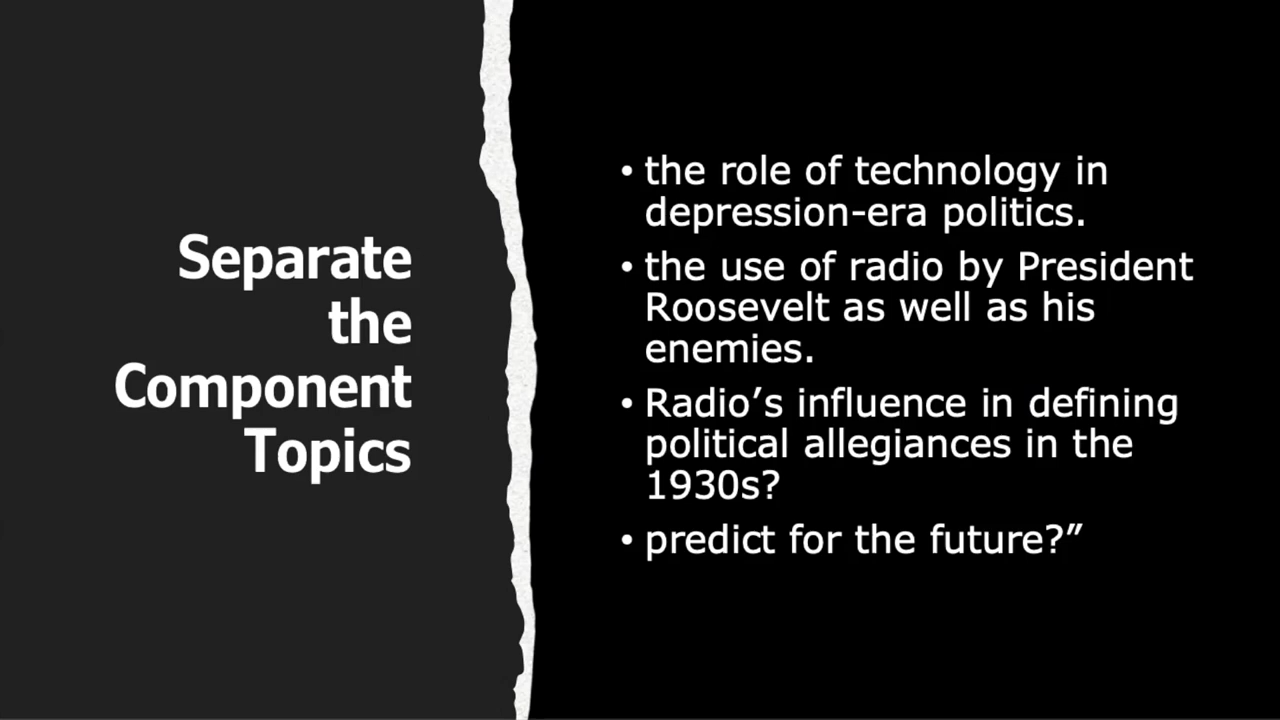 Separate
the
Component
Topics
• the role of technology in
depression-era politics.
• the use of radio by President
Roosevelt as well as his
enemies.
• Radio’s influence in defining
political allegiances in the
1930s?
• predict for the future?”